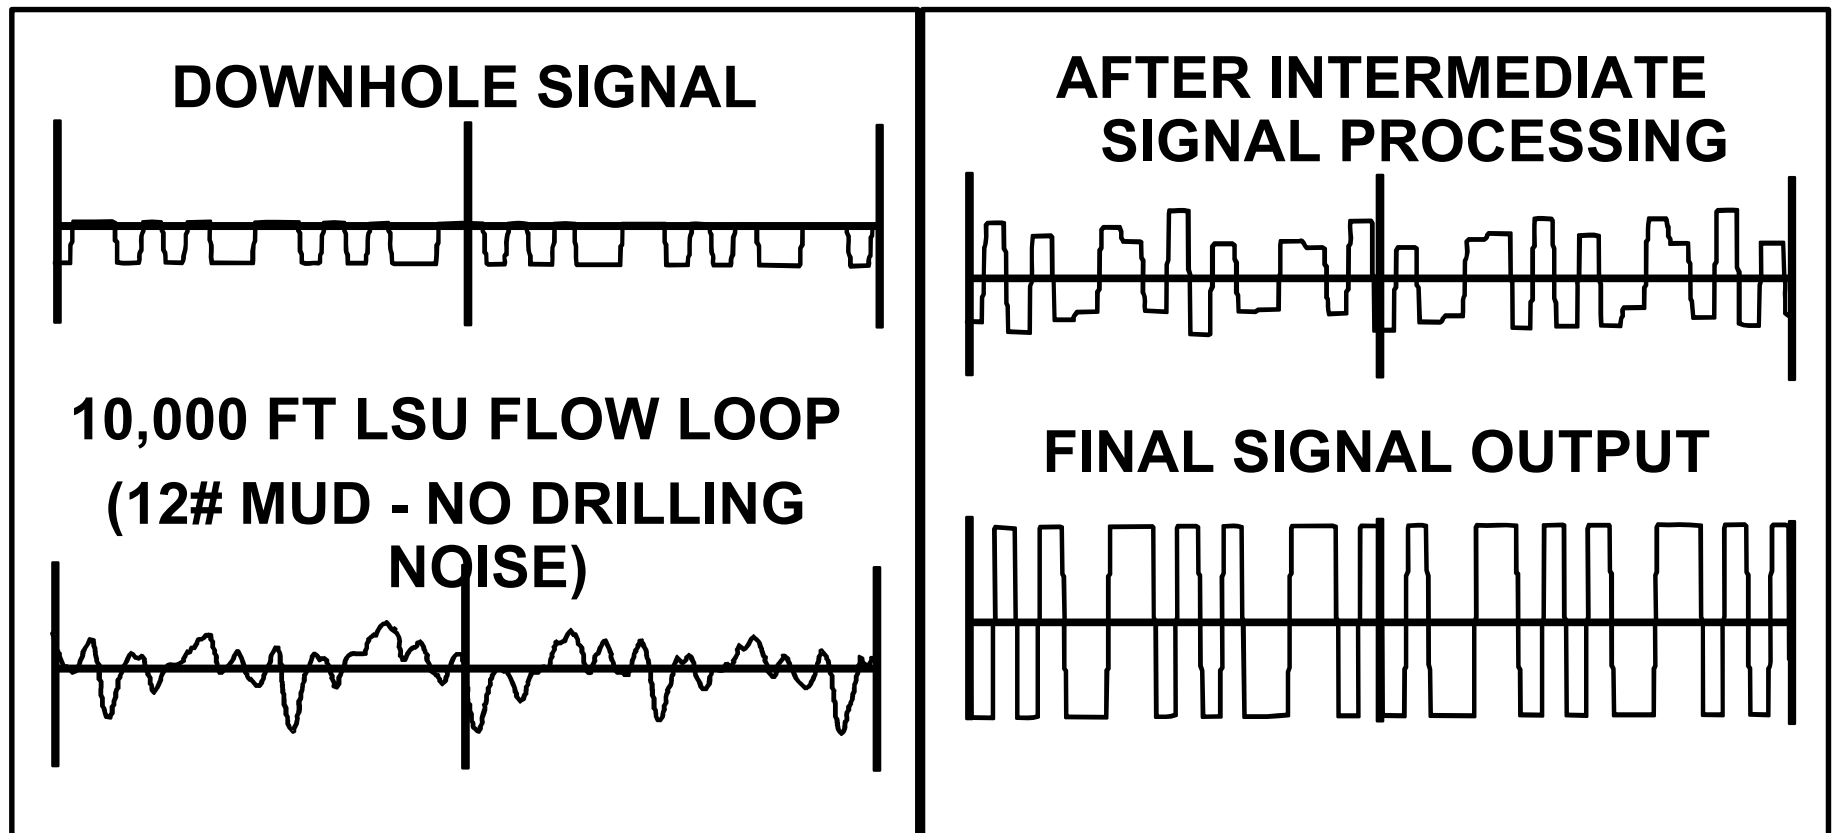 DOWNHOLE SIGNAL
10,000 FT LSU FLOW LOOP
(12# MUD - NO DRILLING
NOISE)
AFTER INTERMEDIATE
SIGNAL PROCESSING
FINAL SIGNAL OUTPUT